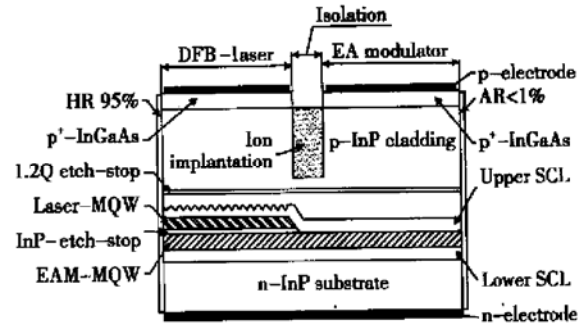 Isolation
DFB-laser
EA modulator
p-electrode
HR 95%
AR<1%
p⁺-InGaAs
Ion
implantation
p-InP cladding
p⁺-InGaAs
1.2Q etch-stop
Upper SCL
Laser-MQW
InP-etch-stop
EAM-MQW
n-InP substrate
Lower SCL
n-electrode